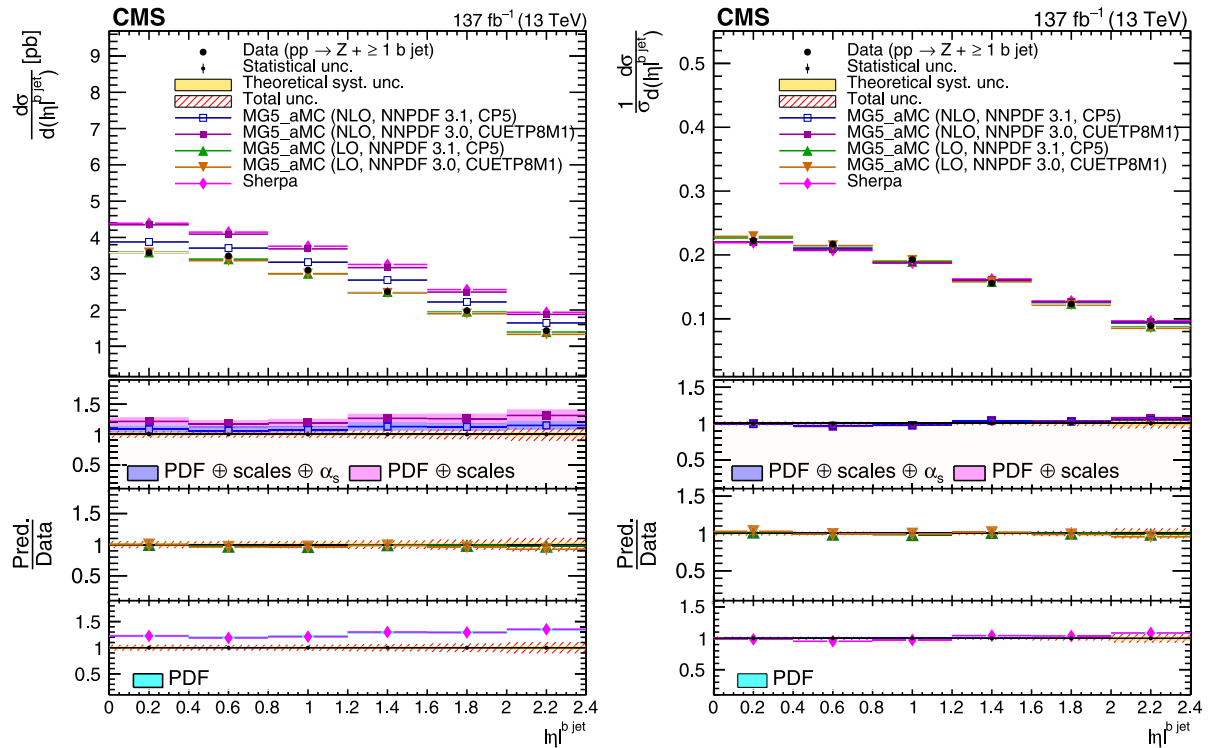 CMS 137 fb⁻¹ (13 TeV)
dσ / d(|η|^b jet) [pb]
9
8
7
6
5
4
3
2
1
Data (pp → Z + ≥ 1 b jet)
Statistical unc.
Theoretical syst. unc.
Total unc.
MG5_aMC (NLO, NNPDF 3.1, CP5)
MG5_aMC (NLO, NNPDF 3.0, CUETP8M1)
MG5_aMC (LO, NNPDF 3.1, CP5)
MG5_aMC (LO, NNPDF 3.0, CUETP8M1)
Sherpa
1.5
1
0.5
PDF ⊕ scales ⊕ αs PDF ⊕ scales
Pred. / Data
1.5
1
0.5
1.5
1
0.5
PDF
0 0.2 0.4 0.6 0.8 1 1.2 1.4 1.6 1.8 2 2.2 2.4
|η|^b jet
CMS 137 fb⁻¹ (13 TeV)
1/σ dσ / d(|η|^b jet)
0.5
0.4
0.3
0.2
0.1
Data (pp → Z + ≥ 1 b jet)
Statistical unc.
Theoretical syst. unc.
Total unc.
MG5_aMC (NLO, NNPDF 3.1, CP5)
MG5_aMC (NLO, NNPDF 3.0, CUETP8M1)
MG5_aMC (LO, NNPDF 3.1, CP5)
MG5_aMC (LO, NNPDF 3.0, CUETP8M1)
Sherpa
1.5
1
0.5
PDF ⊕ scales ⊕ αs PDF ⊕ scales
Pred. / Data
1.5
1
0.5
1.5
1
0.5
PDF
0 0.2 0.4 0.6 0.8 1 1.2 1.4 1.6 1.8 2 2.2 2.4
|η|^b jet